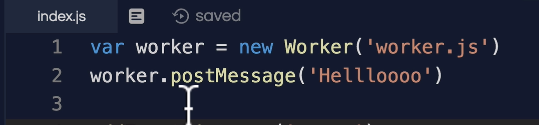 index.js saved
1 var worker = new Worker('worker.js')
2 worker.postMessage('Hellloooo')
3